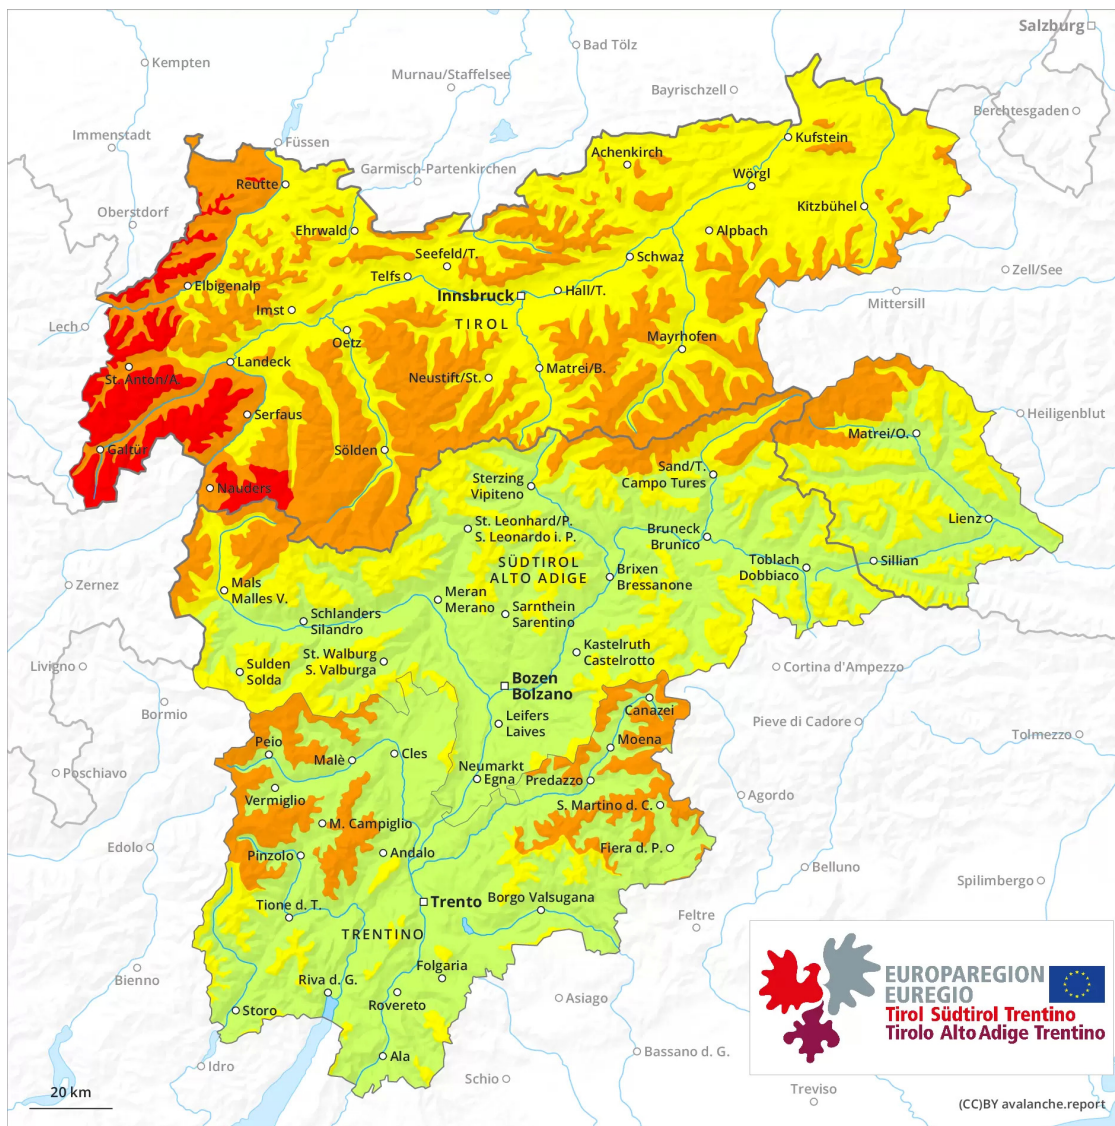 Salzburg
Kempten
Bad Tölz
Murnau/Staffelsee
Bayrischzell
Berchtesgaden
Immenstadt
Füssen
Kufstein
Garmisch-Partenkirchen
Achenkirch
Wörgl
Reutte
Oberstdorf
Kitzbühel
Ehrwald
Alpbach
Seefeld/T.
Schwaz
Telfs
Zell/See
Elbigenalp
Innsbruck
Hall/T.
Mittersill
Imst
TIROL
Lech
Oetz
Mayrhofen
Landeck
St. Anton/A.
Neustift/St.
Matrei/B.
Serfaus
Heiligenblut
Matrei/O.
Galtür
Sölden
Sand/T.
Campo Tures
Sterzing
Vipiteno
Nauders
Lienz
St. Leonhard/P.
S. Leonardo i. P.
Bruneck
Brunico
SÜDTIROL
ALTO ADIGE
Toblach
Dobbiaco
Sillian
Zernez
Mals
Malles V.
Brixen
Bressanone
Meran
Merano
Schlanders
Silandro
Sarnthein
Sarentino
Kastelruth
Castelrotto
St. Walburg
S. Valburga
Livigno
Sulden
Solda
Cortina d'Ampezzo
Bozen
Bolzano
Bormio
Canazei
Leifers
Laives
Pieve di Cadore
Tolmezzo
Peio
Moena
Cles
Malè
Poschiavo
Neumarkt
Egna
Predazzo
Vermiglio
Agordo
S. Martino d. C.
M. Campiglio
Edolo
Pinzolo
Andalo
Fiera d. P.
Belluno
Spilimbergo
Borgo Valsugana
Trento
Tione d. T.
Feltre
TRENTINO
Folgaria
Bienno
Riva d. G.
Rovereto
Asiago
Storo
Bassano d. G.
Ala
Idro
Schio
Treviso
EUROPAREGION
EUREGIO
Tirol Südtirol Trentino
Tirolo Alto Adige Trentino
20 km
(CC)BY avalanche.report